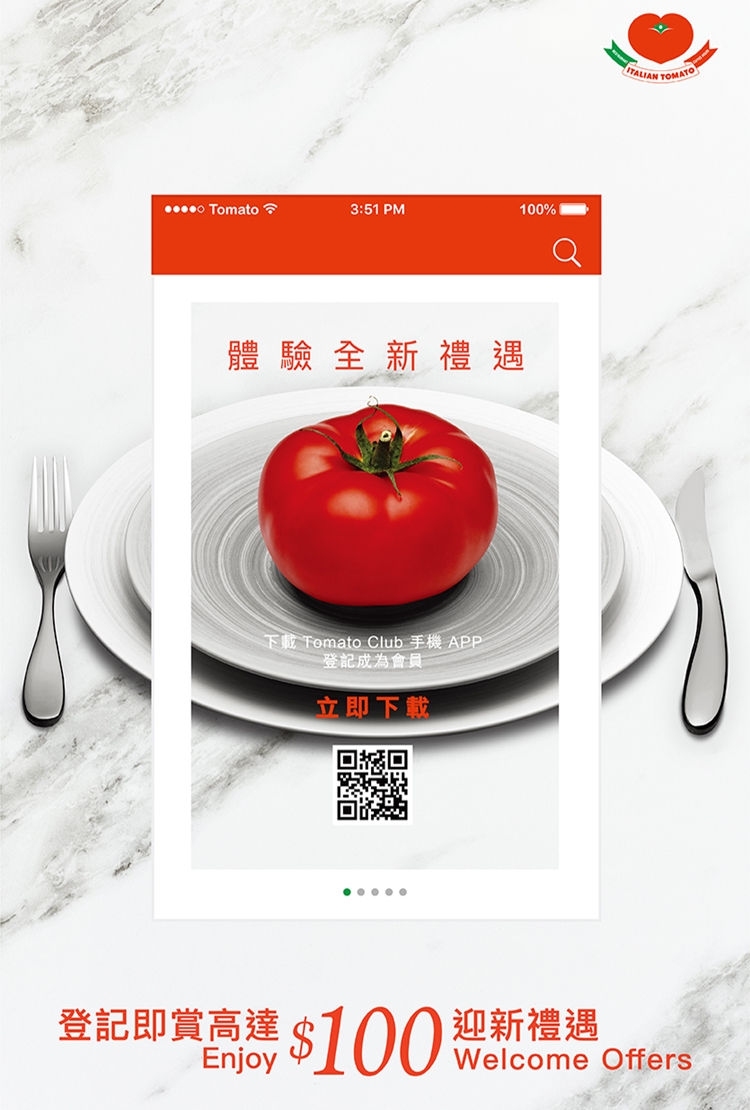 ITALIAN TOMATO
Tomato
3:51 PM
100%
體驗全新禮遇
下載 Tomato Club 手機 APP
登記成為會員
立即下載
登記即賞高達 $100 迎新禮遇
Enjoy Welcome Offers